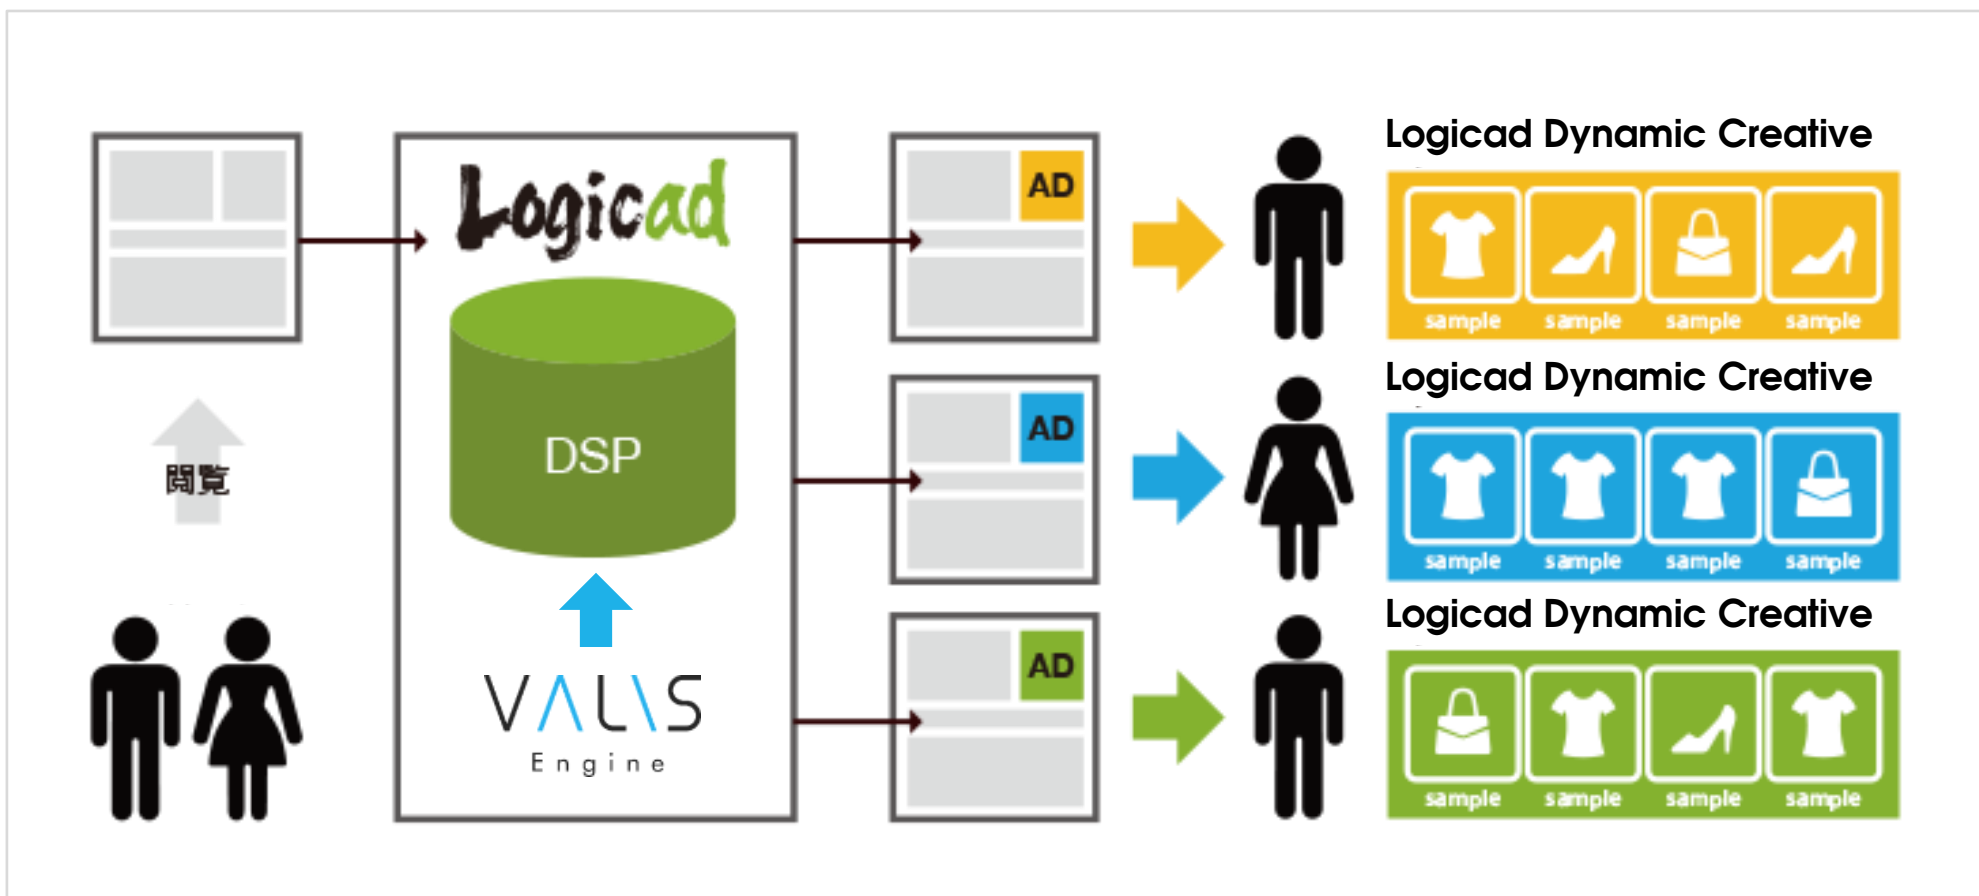 閲覧
Logicad
DSP
VALIS
Engine
AD
Logicad Dynamic Creative
sample sample sample sample
AD
Logicad Dynamic Creative
sample sample sample sample
AD
Logicad Dynamic Creative
sample sample sample sample